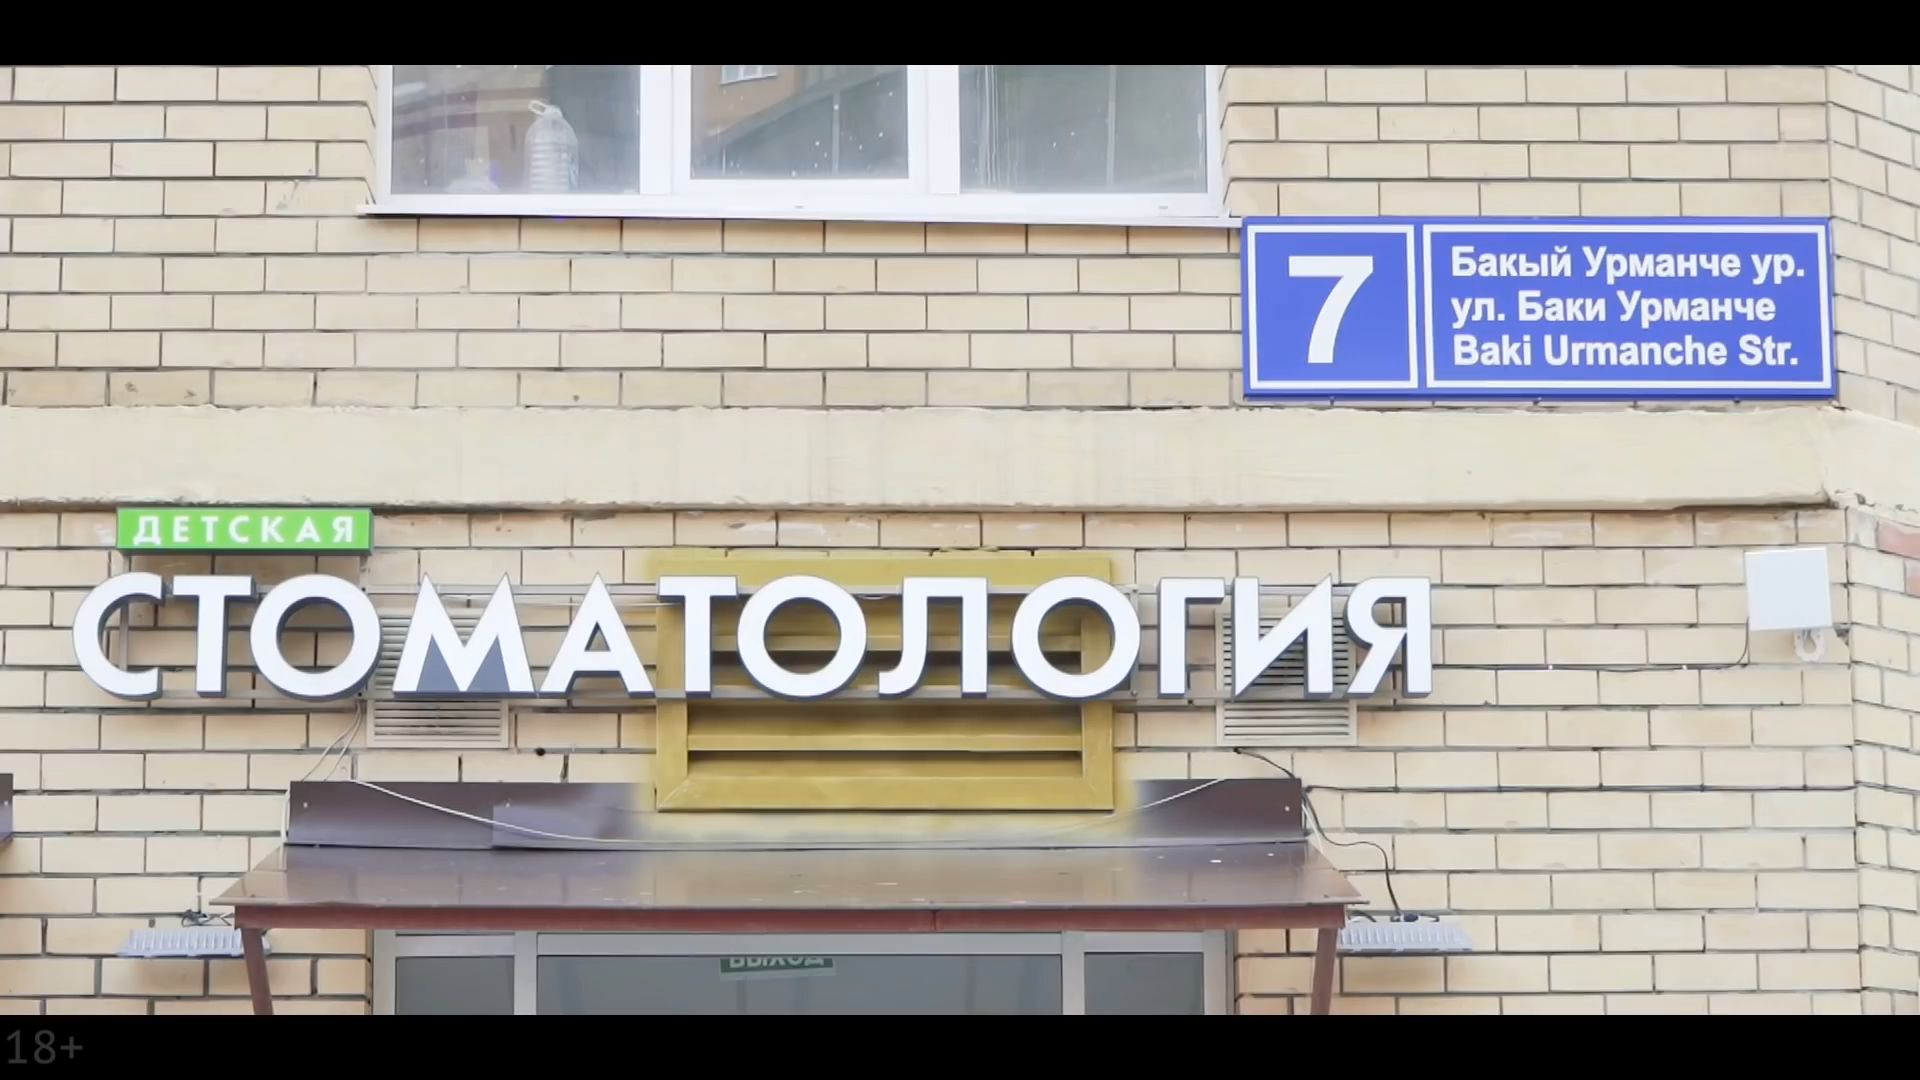 7
Бакый Урманче ур.
ул. Баки Урманче
Baki Urmanche Str.
ДЕТСКАЯ
СТОМАТОЛОГИЯ
ВЫХОД
18+